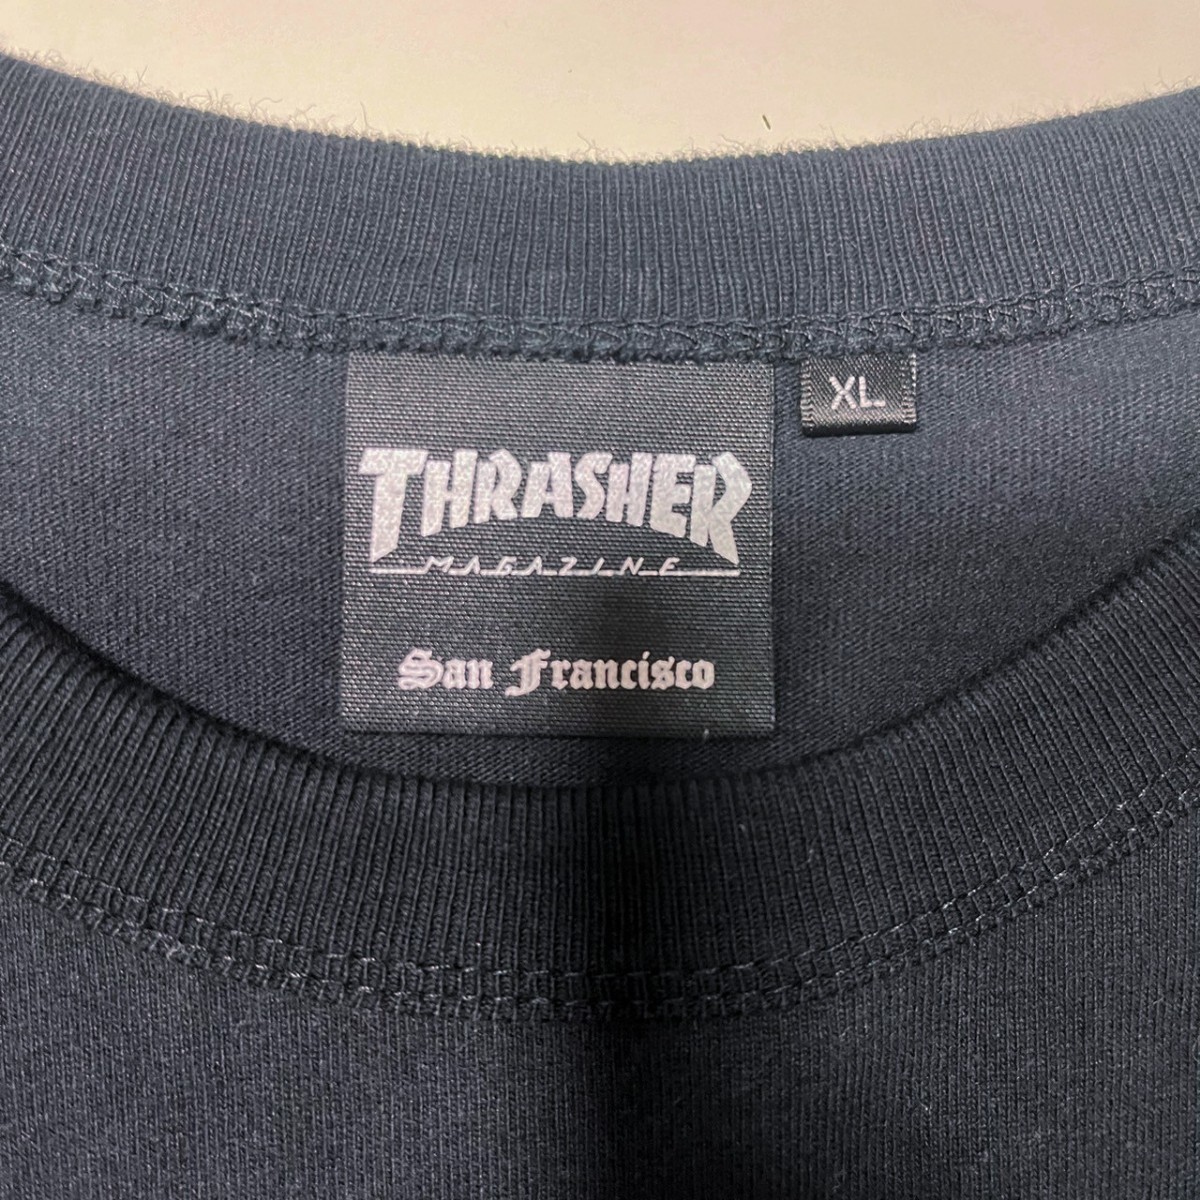 THRASHER
MAGAZINE
San Francisco
XL